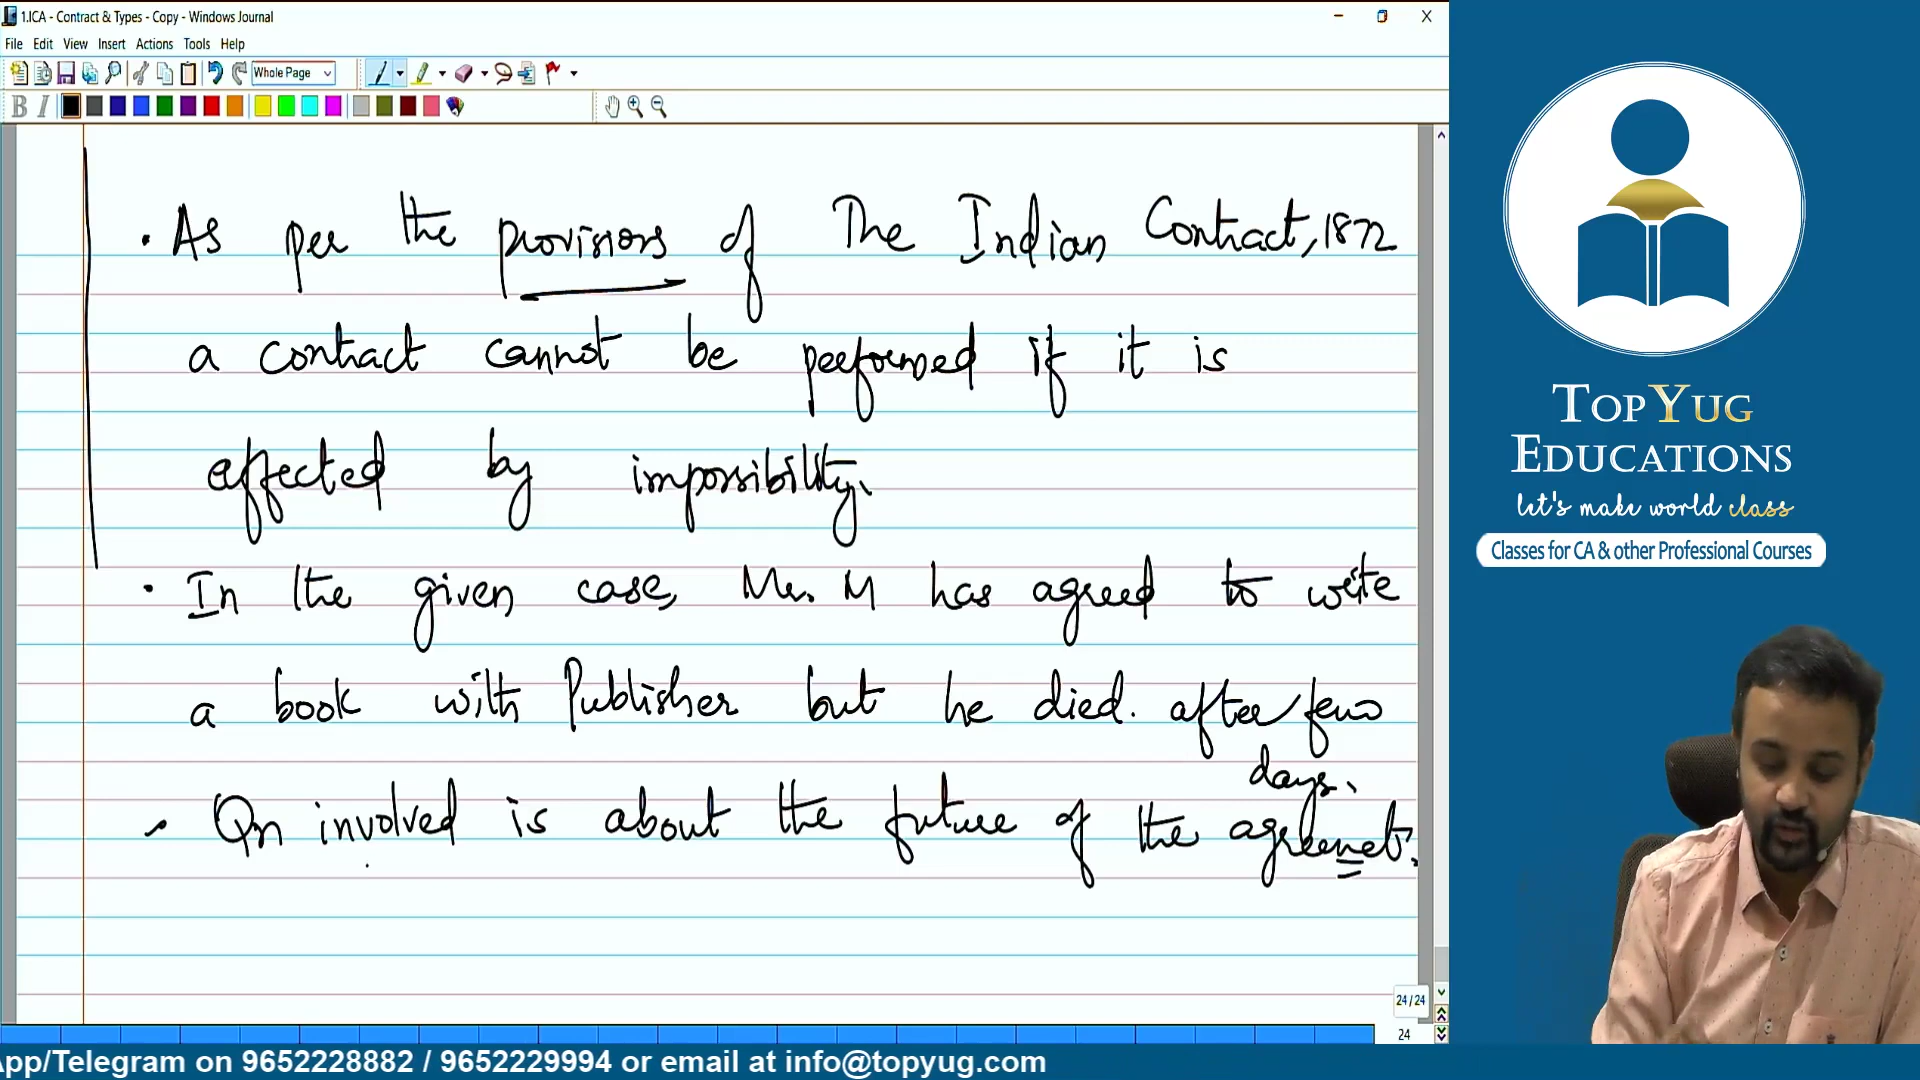 1.ICA - Contract & Types - Copy - Windows Journal
File Edit View Insert Actions Tools Help
Whole Page
B I
. As per the provisions of The Indian Contract, 1872
a contract cannot be performed if it is
effected by impossibility.
. In the given case, Mr. M has agreed to write
a book with Publisher but he died. after few
days.
Qn involved is about the future of the agreemet.
24 / 24
24
TOPYUG
EDUCATIONS
let's make world class
Classes for CA & other Professional Courses
App/Telegram on 9652228882 / 9652229994 or email at info@topyug.com